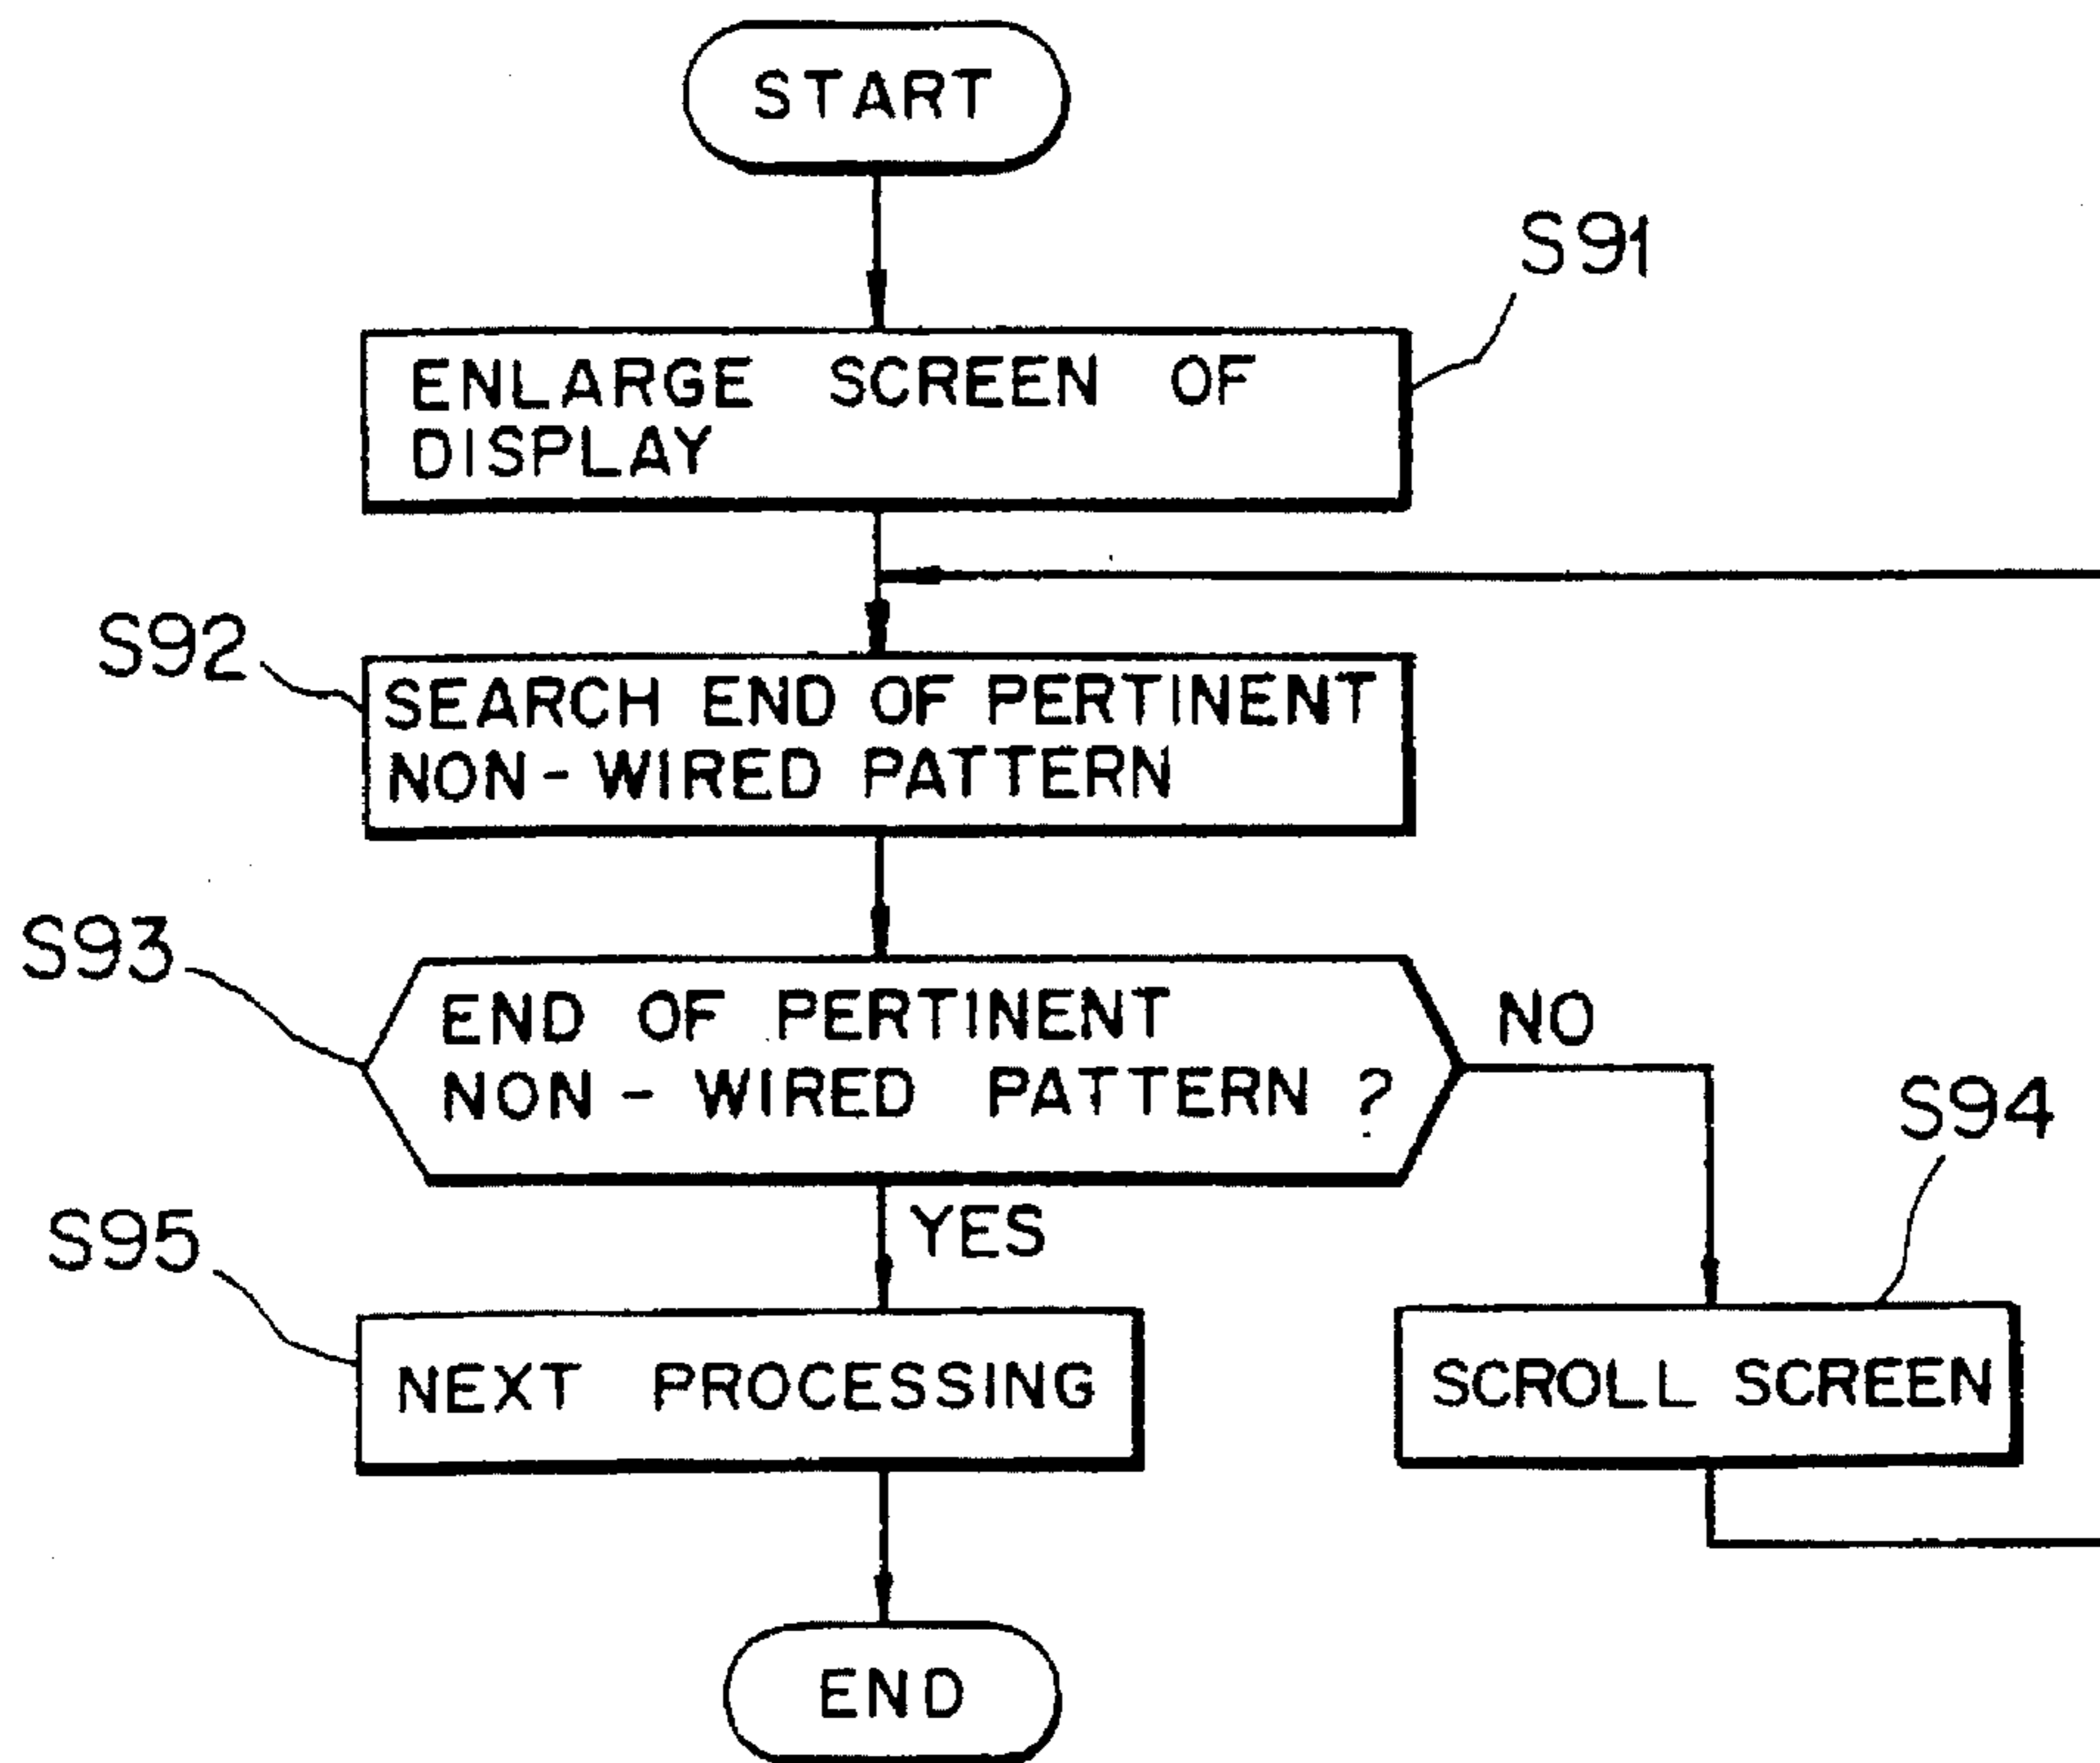 START
S91
ENLARGE SCREEN OF
DISPLAY
S92
SEARCH END OF PERTINENT
NON-WIRED PATTERN
S93
END OF PERTINENT
NON-WIRED PATTERN ?
NO
S94
YES
S95
NEXT PROCESSING
SCROLL SCREEN
END